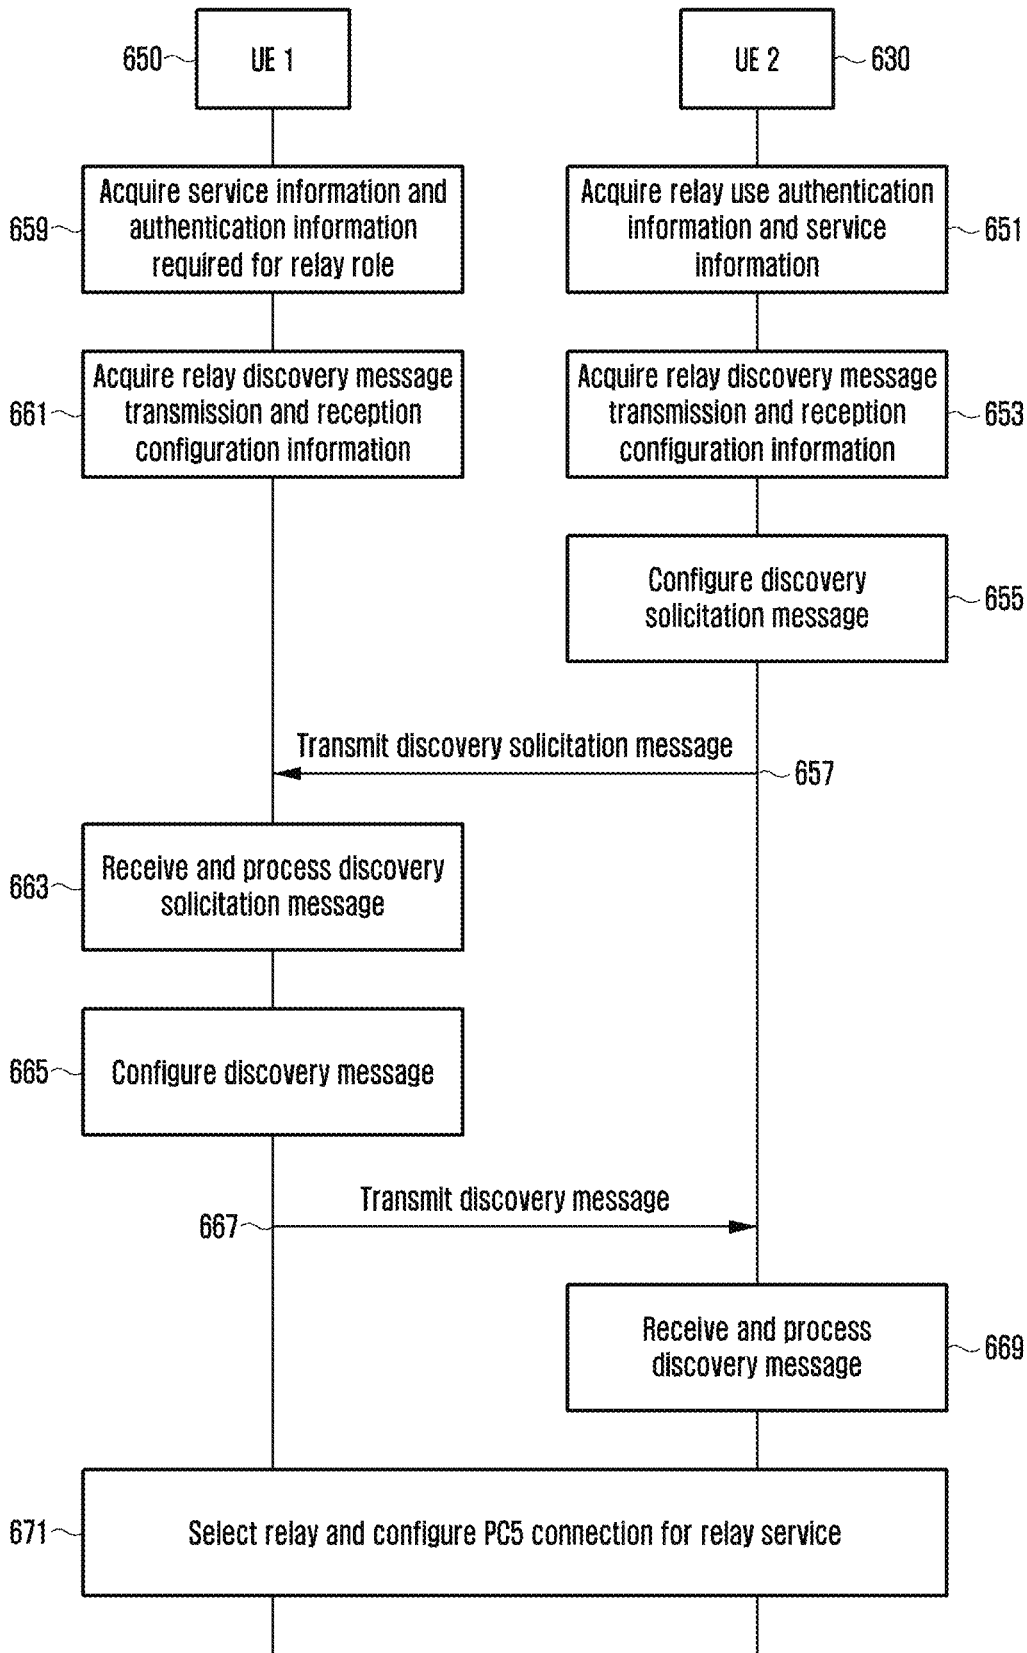 650 UE 1 UE 2 630
659
Acquire service information and
authentication information
required for relay role
Acquire relay use authentication
information and service
information
651
661
Acquire relay discovery message
transmission and reception
configuration information
Acquire relay discovery message
transmission and reception
configuration information
653
Configure discovery
solicitation message
655
Transmit discovery solicitation message
657
663
Receive and process discovery
solicitation message
665
Configure discovery message
Transmit discovery message
667
Receive and process
discovery message
669
671
Select relay and configure PC5 connection for relay service